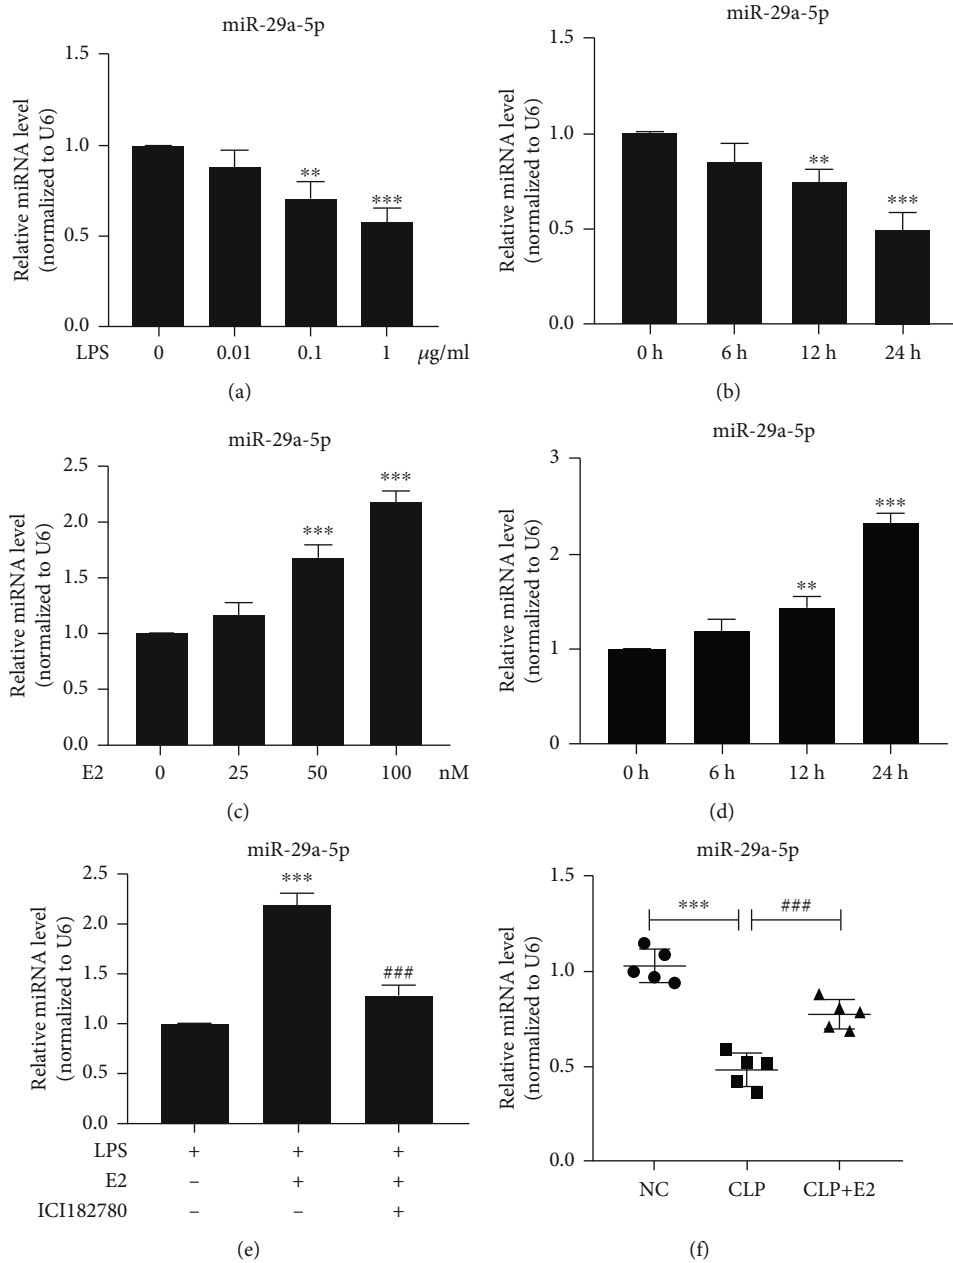 miR-29a-5p
Relative miRNA level
(normalized to U6)
1.5
1.0
0.5
0.0
**
***
LPS 0 0.01 0.1 1 μg/ml
(a)
miR-29a-5p
Relative miRNA level
(normalized to U6)
1.5
1.0
0.5
0.0
**
***
0 h 6 h 12 h 24 h
(b)
miR-29a-5p
Relative miRNA level
(normalized to U6)
2.5
2.0
1.5
1.0
0.5
0.0
***
***
E2 0 25 50 100 nM
(c)
miR-29a-5p
Relative miRNA level
(normalized to U6)
3
2
1
0
**
***
0 h 6 h 12 h 24 h
(d)
miR-29a-5p
Relative miRNA level
(normalized to U6)
2.5
2.0
1.5
1.0
0.5
0.0
***
###
LPS + + +
E2 – + +
ICI182780 – – +
(e)
miR-29a-5p
Relative miRNA level
(normalized to U6)
1.5
1.0
0.5
0.0
*** ###
NC CLP CLP+E2
(f)